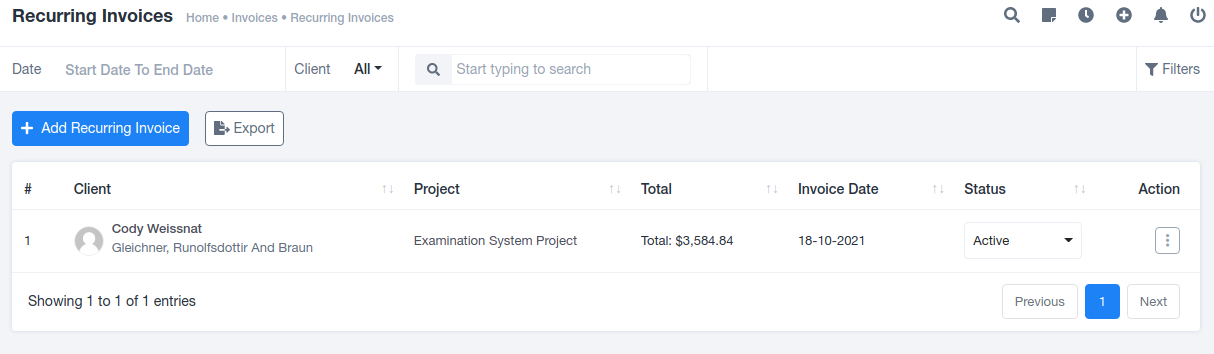 Recurring Invoices Home • Invoices • Recurring Invoices
Date Start Date To End Date Client All Start typing to search Filters
Add Recurring Invoice Export
# Client Project Total Invoice Date Status Action
Cody Weissnat
1 Gleichner, Runolfsdottir And Braun Examination System Project Total: $3,584.84 18-10-2021 Active
Showing 1 to 1 of 1 entries Previous 1 Next